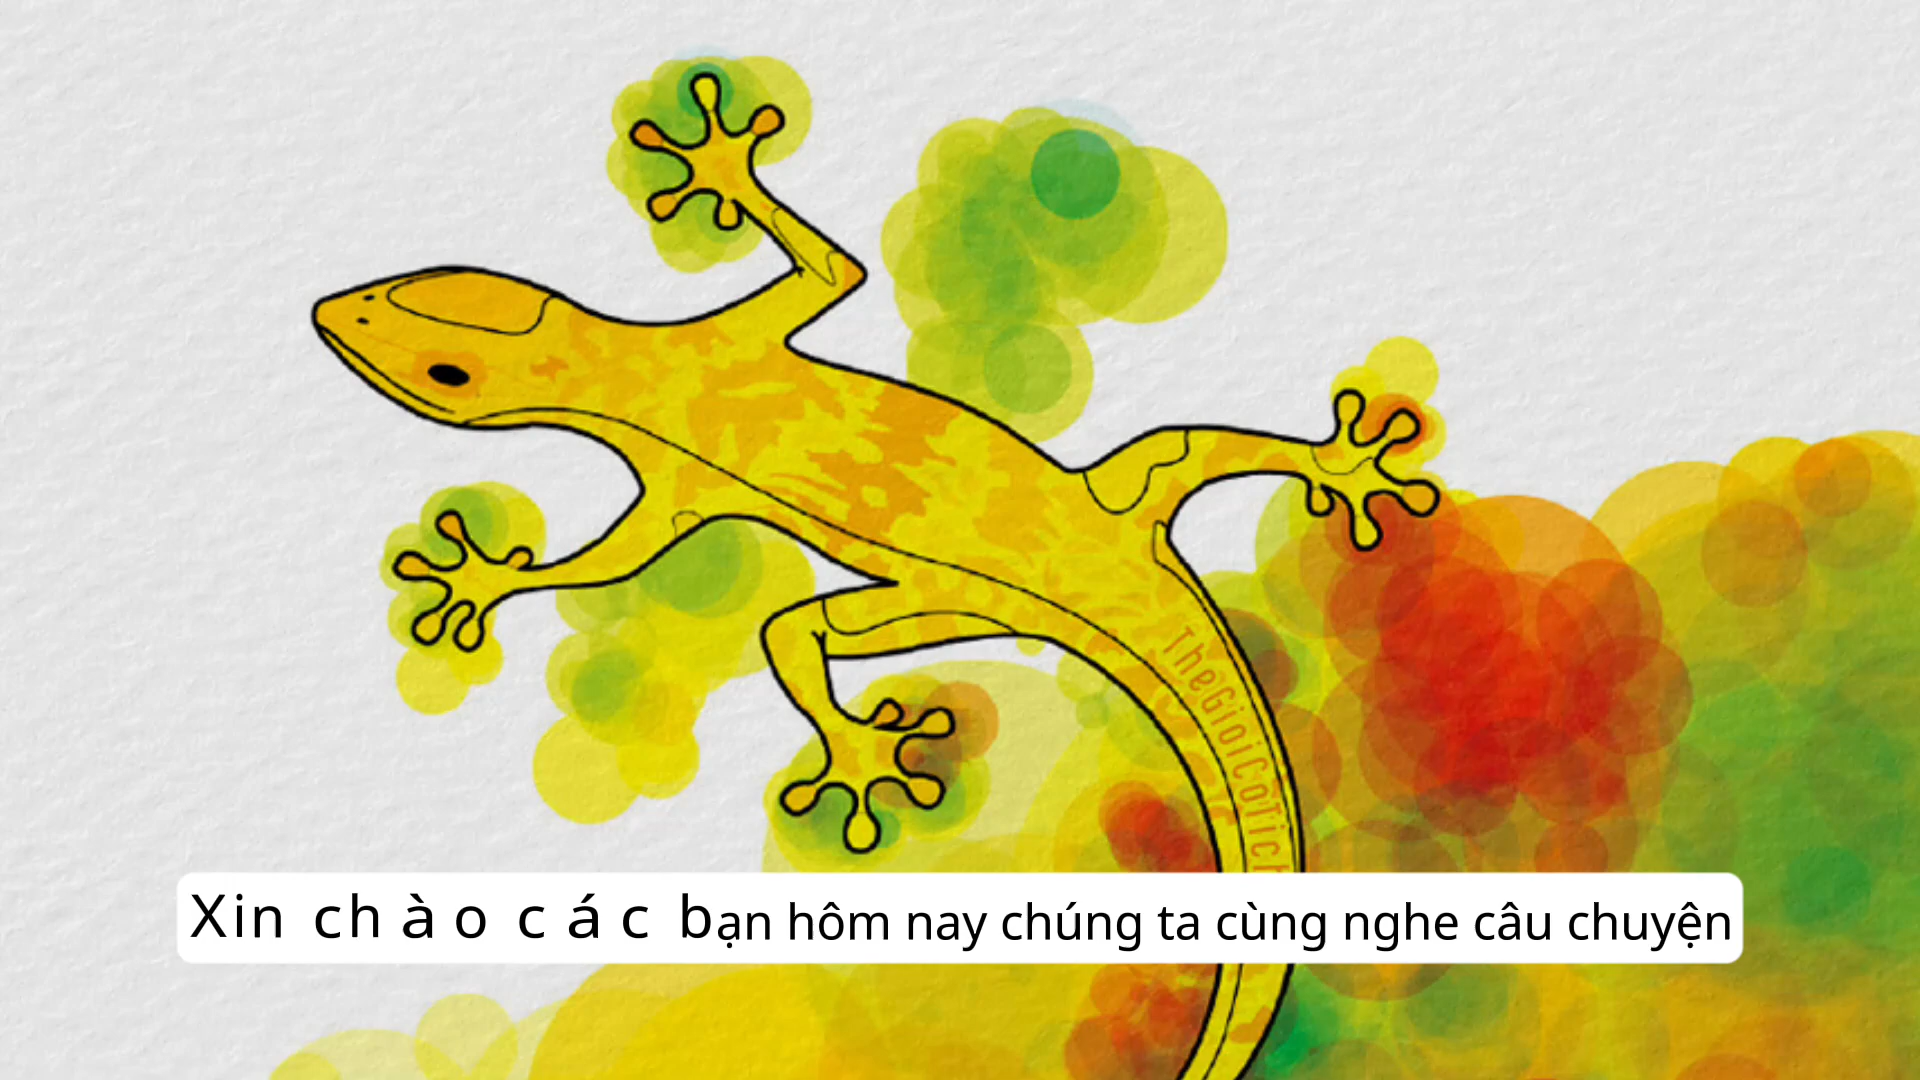 TheGioiCoTich
Xin chào các bạn hôm nay chúng ta cùng nghe câu chuyện